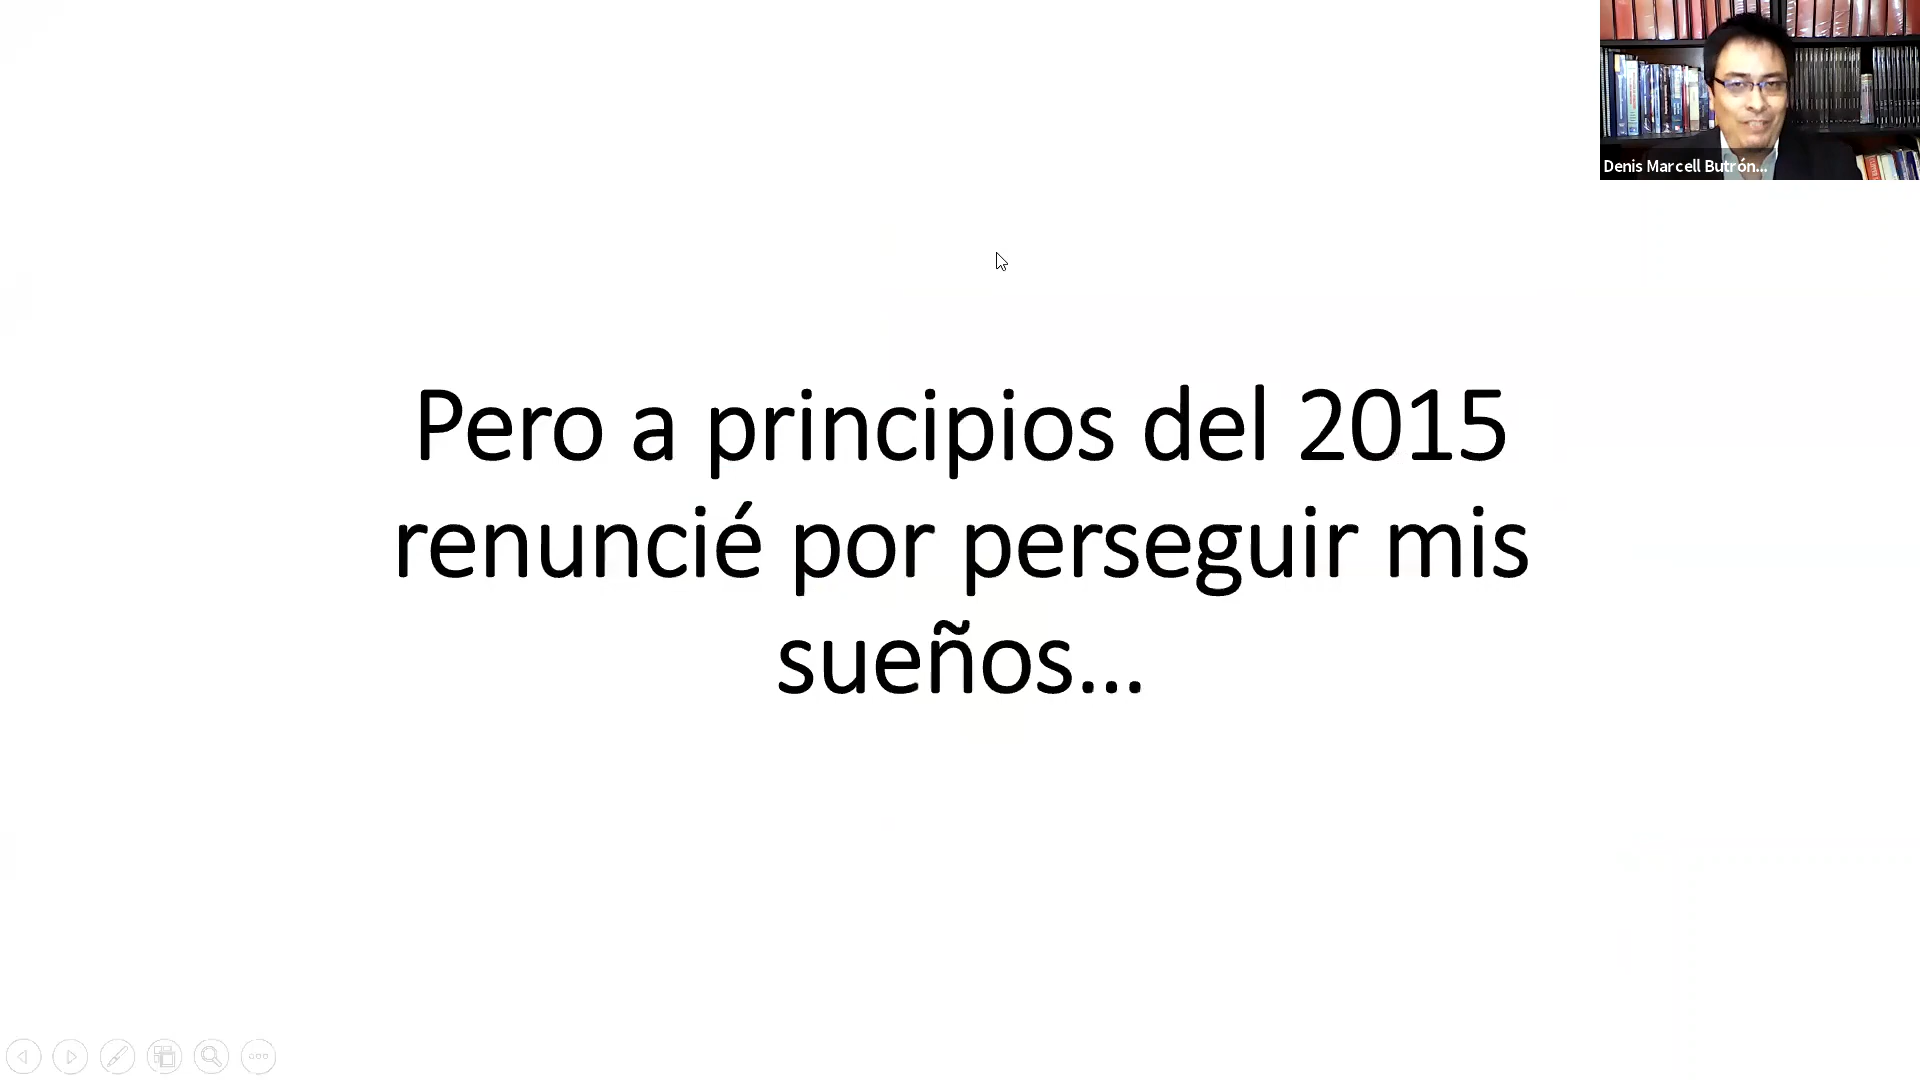 Denis Marcell Butrón...
Pero a principios del 2015
renuncié por perseguir mis
sueños...